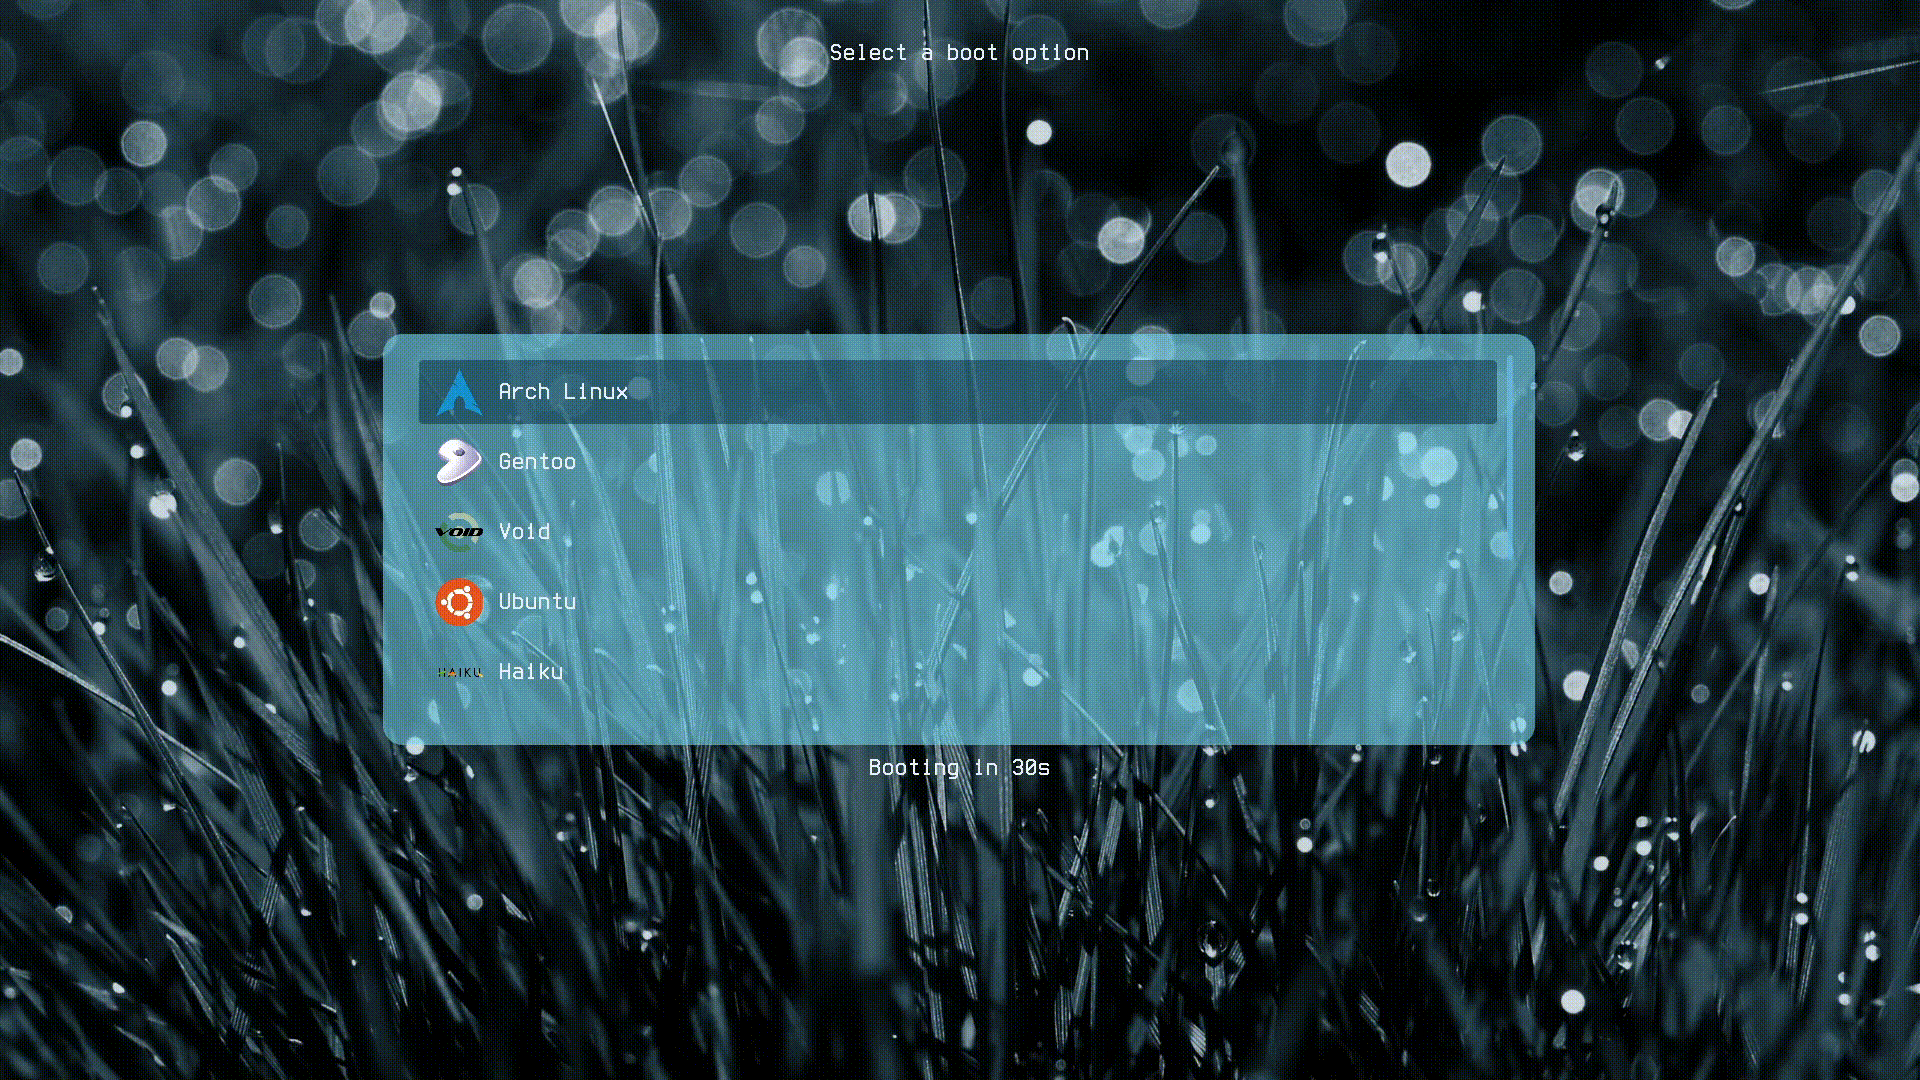 Select a boot option
Arch Linux
Gentoo
VOID Void
Ubuntu
HAIKU Haiku
Booting in 30s